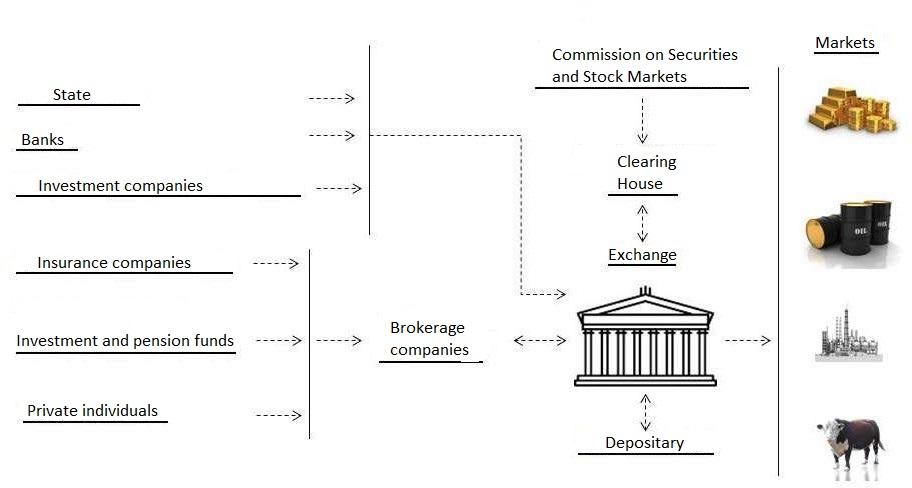 Markets
Commission on Securities
and Stock Markets
State
Banks
Clearing
House
Investment companies
Exchange
Insurance companies
OIL
OIL
Brokerage
companies
Investment and pension funds
Private individuals
Depositary